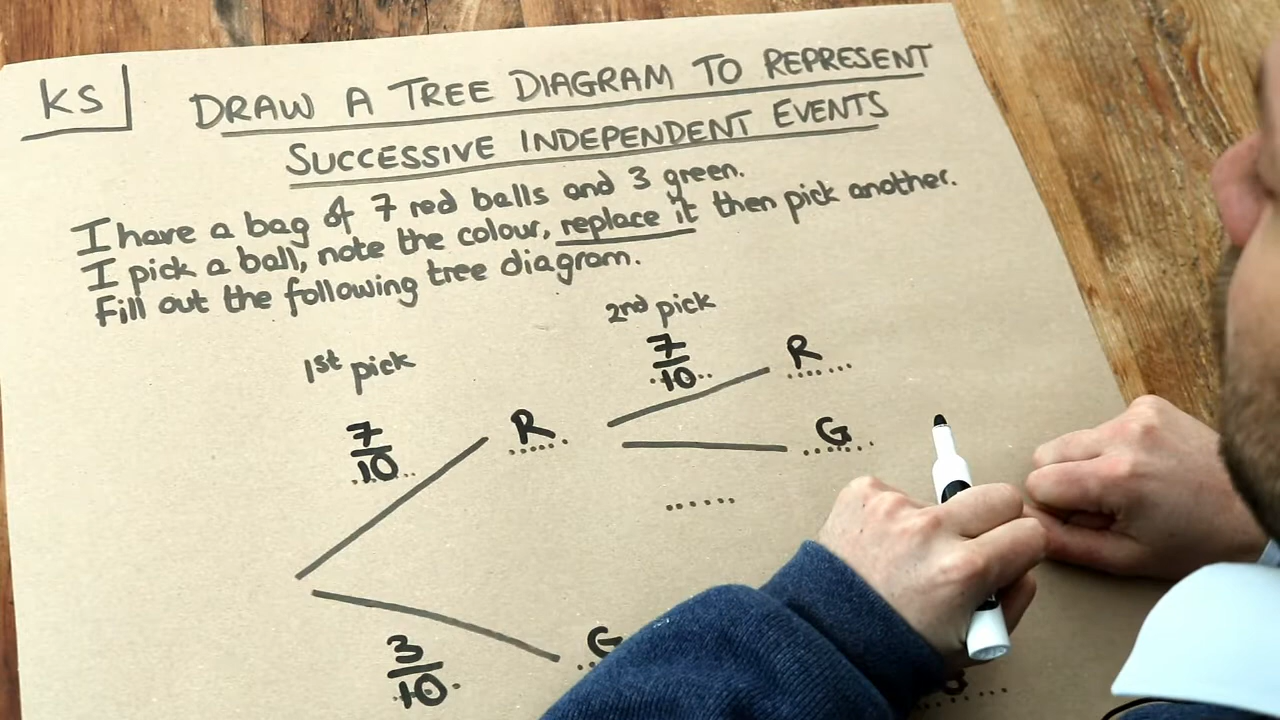 KS
DRAW A TREE DIAGRAM TO REPRESENT
SUCCESSIVE INDEPENDENT EVENTS
I have a bag of 7 red balls and 3 green.
I pick a ball, note the colour, replace it then pick another.
Fill out the following tree diagram.
1st pick
2nd pick
7/10
R
7/10
R
G
3/10
G